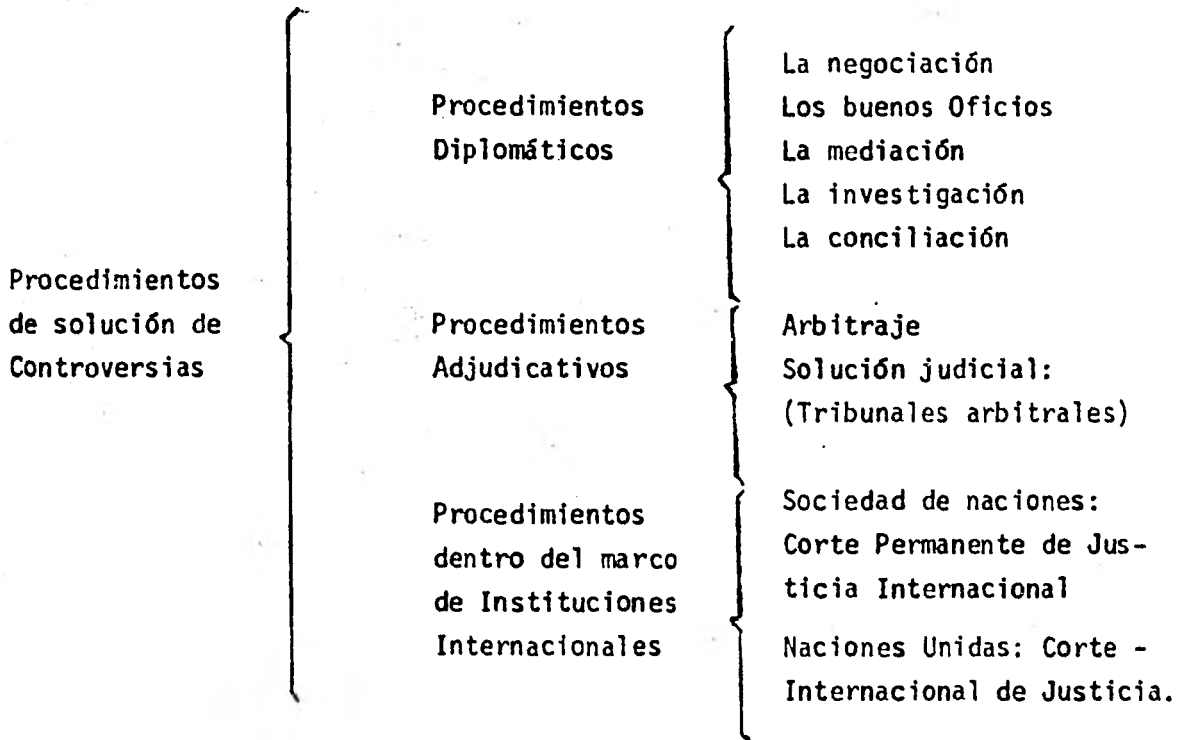 Procedimientos
de solución de
Controversias
Procedimientos
Diplomáticos
La negociación
Los buenos Oficios
La mediación
La investigación
La conciliación
Procedimientos
Adjudicativos
Arbitraje
Solución judicial:
(Tribunales arbitrales)
Procedimientos
dentro del marco
de Instituciones
Internacionales
Sociedad de naciones:
Corte Permanente de Jus-
ticia Internacional
Naciones Unidas: Corte -
Internacional de Justicia.